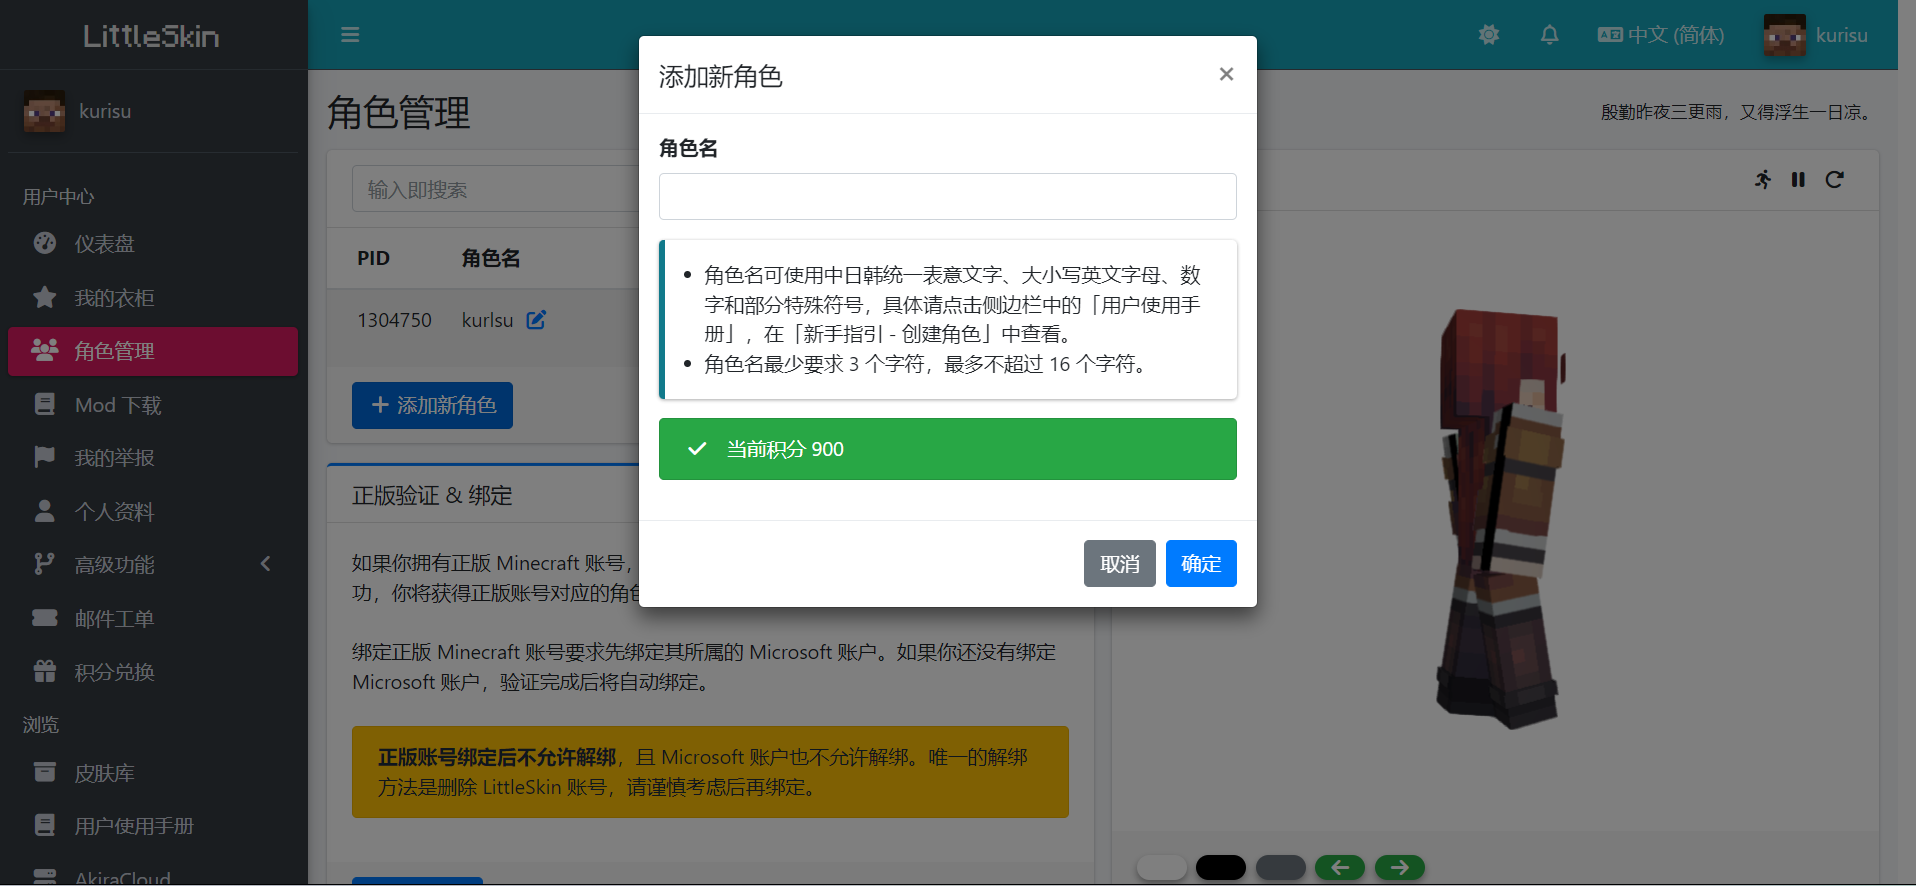 LittleSkin
中文 (简体)
kurisu
kurisu
用户中心
仪表盘
我的衣柜
角色管理
Mod 下载
我的举报
个人资料
高级功能
邮件工单
积分兑换
浏览
皮肤库
用户使用手册
AkiraCloud
角色管理
殷勤昨夜三更雨，又得浮生一日凉。
输入即搜索
PID 角色名
1304750 kurlsu
添加新角色
正版验证 & 绑定
如果你拥有正版 Minecraft 账号，
功，你将获得正版账号对应的角色
绑定正版 Minecraft 账号要求先绑定其所属的 Microsoft 账户。如果你还没有绑定
Microsoft 账户，验证完成后将自动绑定。
正版账号绑定后不允许解绑，且 Microsoft 账户也不允许解绑。唯一的解绑
方法是删除 LittleSkin 账号，请谨慎考虑后再绑定。
添加新角色
×
角色名
角色名可使用中日韩统一表意文字、大小写英文字母、数
字和部分特殊符号，具体请点击侧边栏中的「用户使用手
册」，在「新手指引 - 创建角色」中查看。
角色名最少要求 3 个字符，最多不超过 16 个字符。
当前积分 900
取消
确定